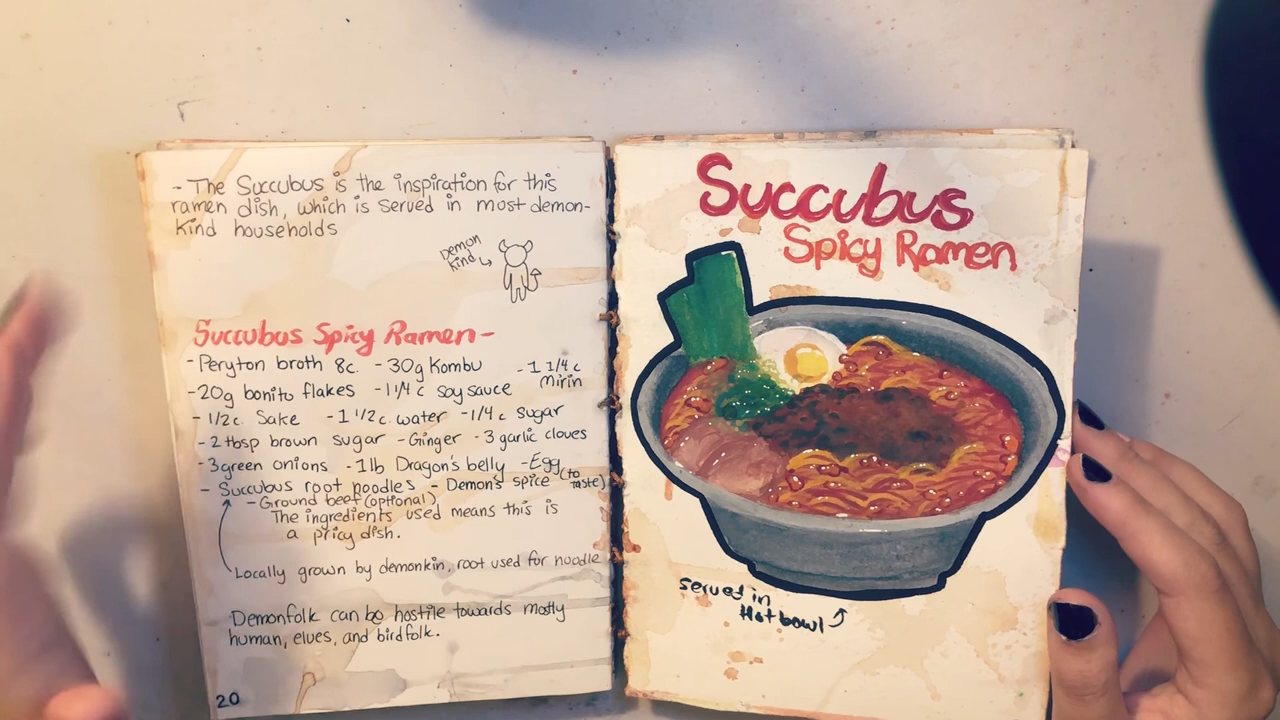 - The Succubus is the inspiration for this
ramen dish, which is served in most demon-
kind households
Demon
kind
Succubus Spicy Ramen-
-Peryton broth 8c. -30g Kombu -1 1/4 c
Mirin
-20g bonito flakes -1 1/4 c soy sauce
-1/2c. Sake -1 1/2c. water -1/4 c sugar
-2 tbsp brown sugar -Ginger -3 garlic cloves
-3 green onions -1lb Dragon's belly -Egg
- Succubus root noodles - Demon's spice (to
taste)
-Ground beef (optional)
The ingredients used means this is
a pricy dish.
Locally grown by demonkin, root used for noodle
Demonfolk can be hostile towards mostly
human, elves, and birdfolk.
20
Succubus
Spicy Ramen
served in
Hot bowl